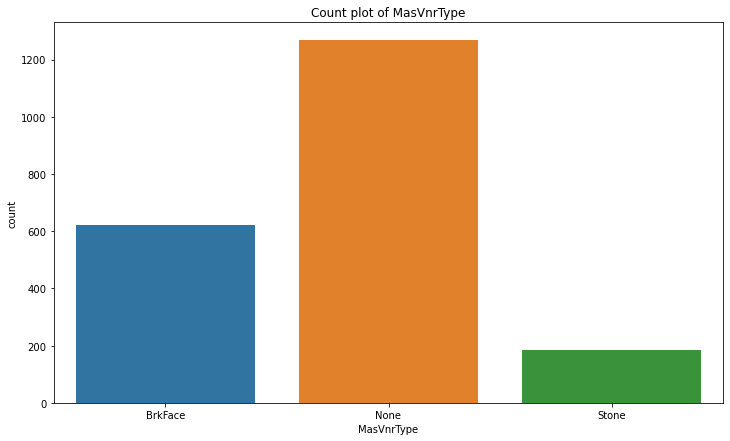 Count plot of MasVnrType
1200
1000
800
600
400
200
0
count
BrkFace
None
Stone
MasVnrType